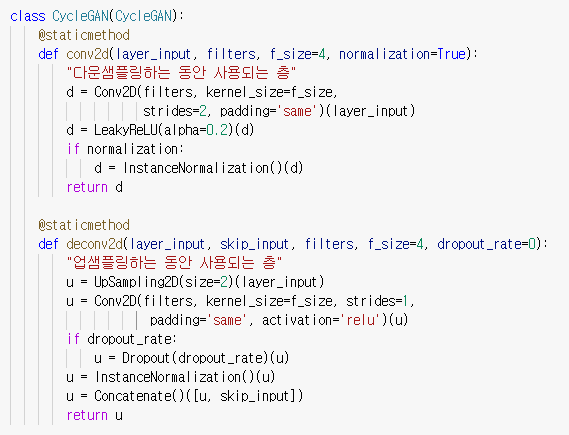 class CycleGAN(CycleGAN):
    @staticmethod
    def conv2d(layer_input, filters, f_size=4, normalization=True):
        "다운샘플링하는 동안 사용되는 층"
        d = Conv2D(filters, kernel_size=f_size,
                   strides=2, padding='same')(layer_input)
        d = LeakyReLU(alpha=0.2)(d)
        if normalization:
            d = InstanceNormalization()(d)
        return d

    @staticmethod
    def deconv2d(layer_input, skip_input, filters, f_size=4, dropout_rate=0):
        "업샘플링하는 동안 사용되는 층"
        u = UpSampling2D(size=2)(layer_input)
        u = Conv2D(filters, kernel_size=f_size, strides=1,
                    padding='same', activation='relu')(u)
        if dropout_rate:
            u = Dropout(dropout_rate)(u)
        u = InstanceNormalization()(u)
        u = Concatenate()([u, skip_input])
        return u